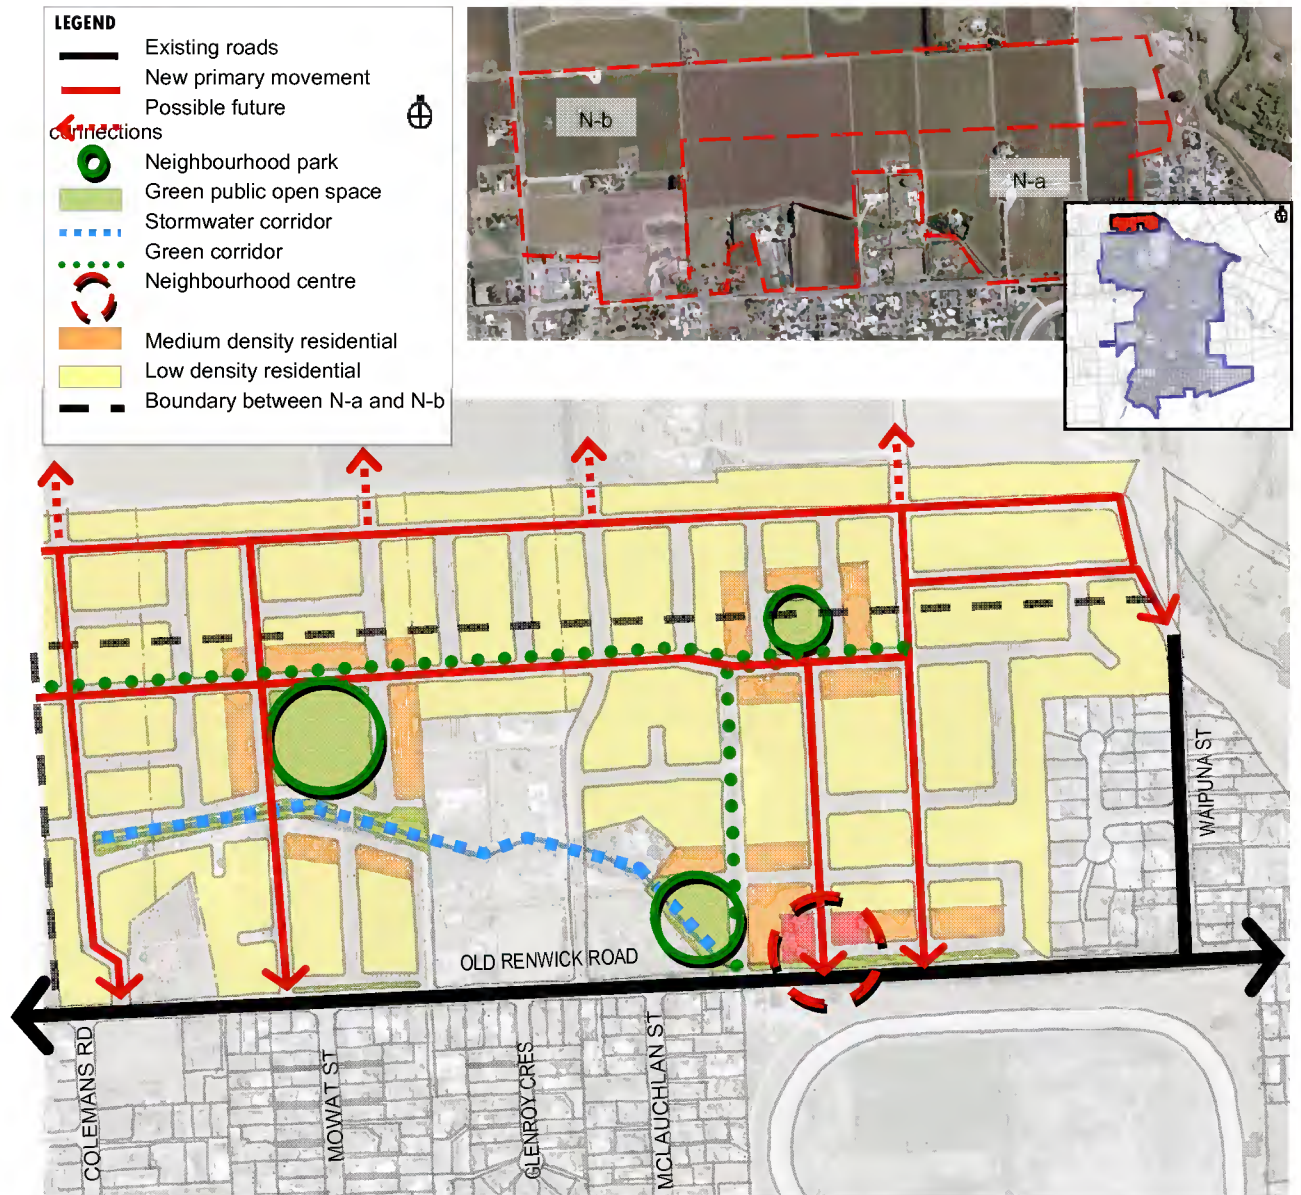 LEGEND
Existing roads
New primary movement
Possible future
connections
Neighbourhood park
Green public open space
Stormwater corridor
Green corridor
Neighbourhood centre
Medium density residential
Low density residential
Boundary between N-a and N-b
N-b
N-a
WAIPUNA ST
OLD RENWICK ROAD
COLEMANS RD
MOWAT ST
GLENROY CRES
MCLAUCHLAN ST